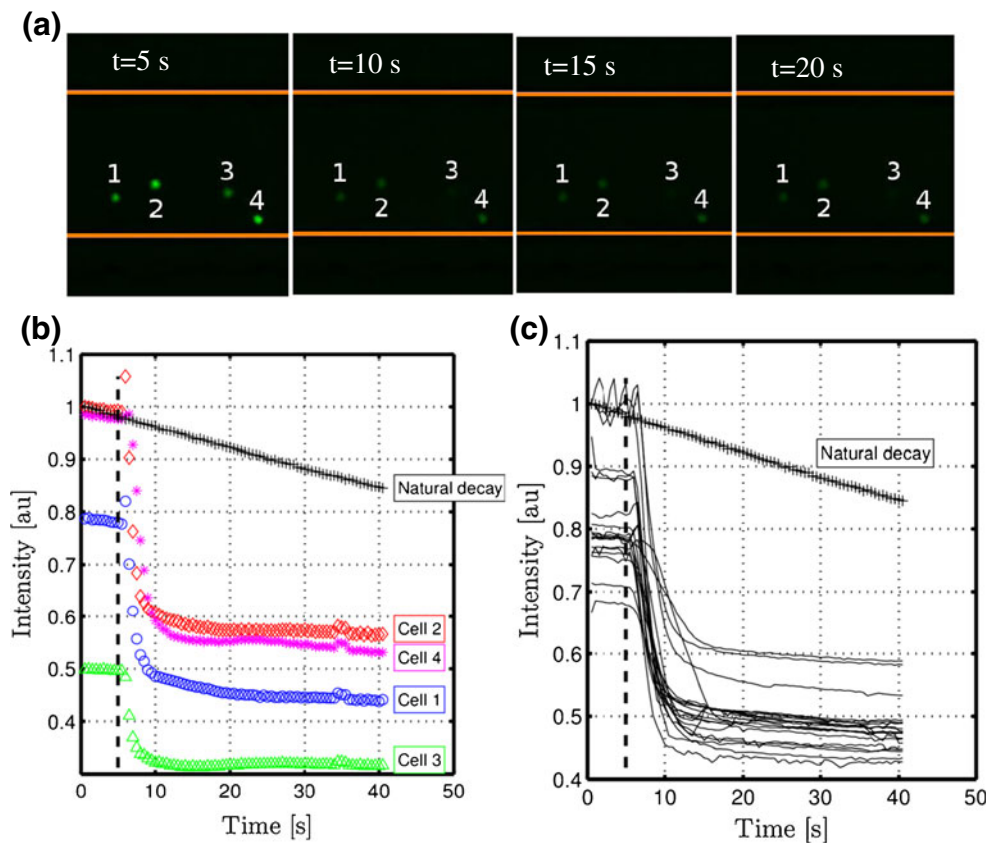 (a)
t=5 s
t=10 s
t=15 s
t=20 s
1
2
3
4
1
2
3
4
1
2
3
4
1
2
3
4
(b)
1.1
1
0.9
0.8
0.7
0.6
0.5
0.4
Intensity [au]
0
10
20
30
40
50
Time [s]
Natural decay
Cell 2
Cell 4
Cell 1
Cell 3
(c)
1.1
1
0.9
0.8
0.7
0.6
0.5
0.4
Intensity [au]
0
10
20
30
40
50
Time [s]
Natural decay